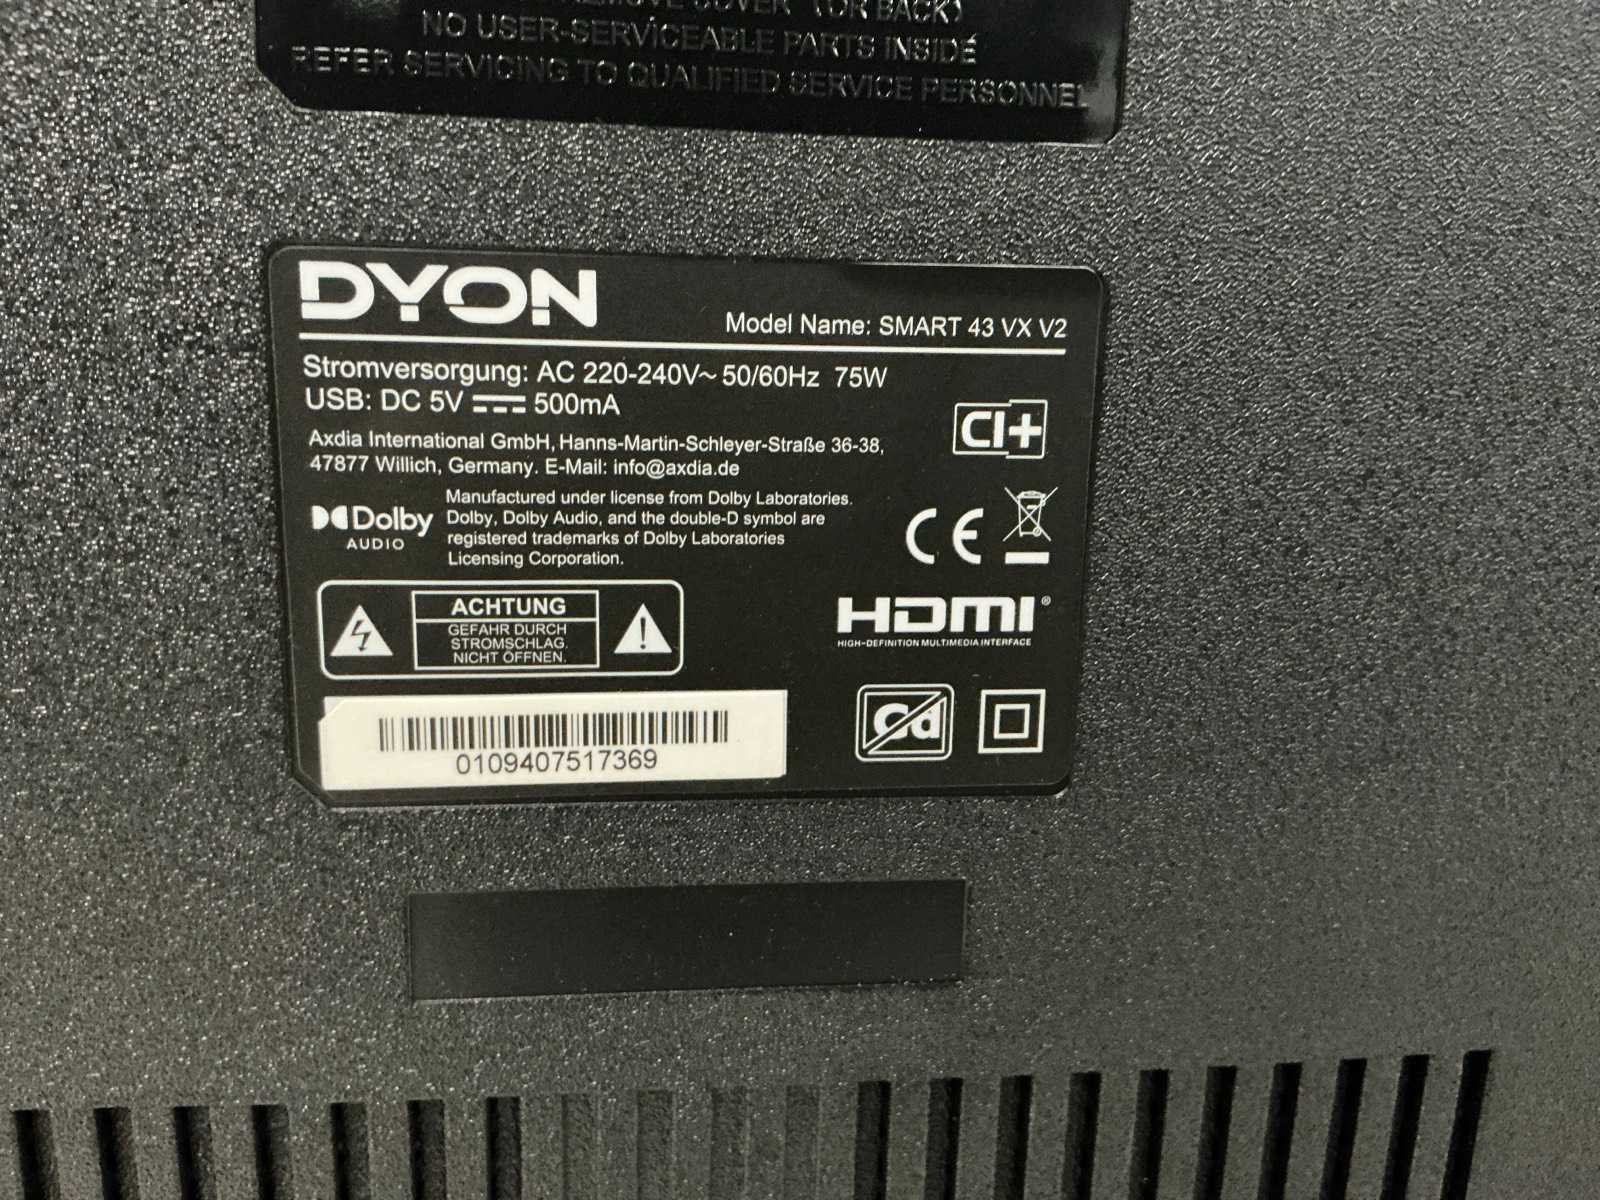 REMOVE COVER (OR BACK)
NO USER-SERVICEABLE PARTS INSIDE
REFER SERVICING TO QUALIFIED SERVICE PERSONNEL
DYON
Model Name: SMART 43 VX V2
Stromversorgung: AC 220-240V~ 50/60Hz 75W
USB: DC 5V 500mA
CI+
Axdia International GmbH, Hanns-Martin-Schleyer-Straße 36-38,
47877 Willich, Germany. E-Mail: info@axdia.de
Dolby
AUDIO
Manufactured under license from Dolby Laboratories.
Dolby, Dolby Audio, and the double-D symbol are
registered trademarks of Dolby Laboratories
Licensing Corporation.
CE
ACHTUNG
GEFAHR DURCH
STROMSCHLAG.
NICHT ÖFFNEN.
HDMI®
HIGH-DEFINITION MULTIMEDIA INTERFACE
Cd
0109407517369